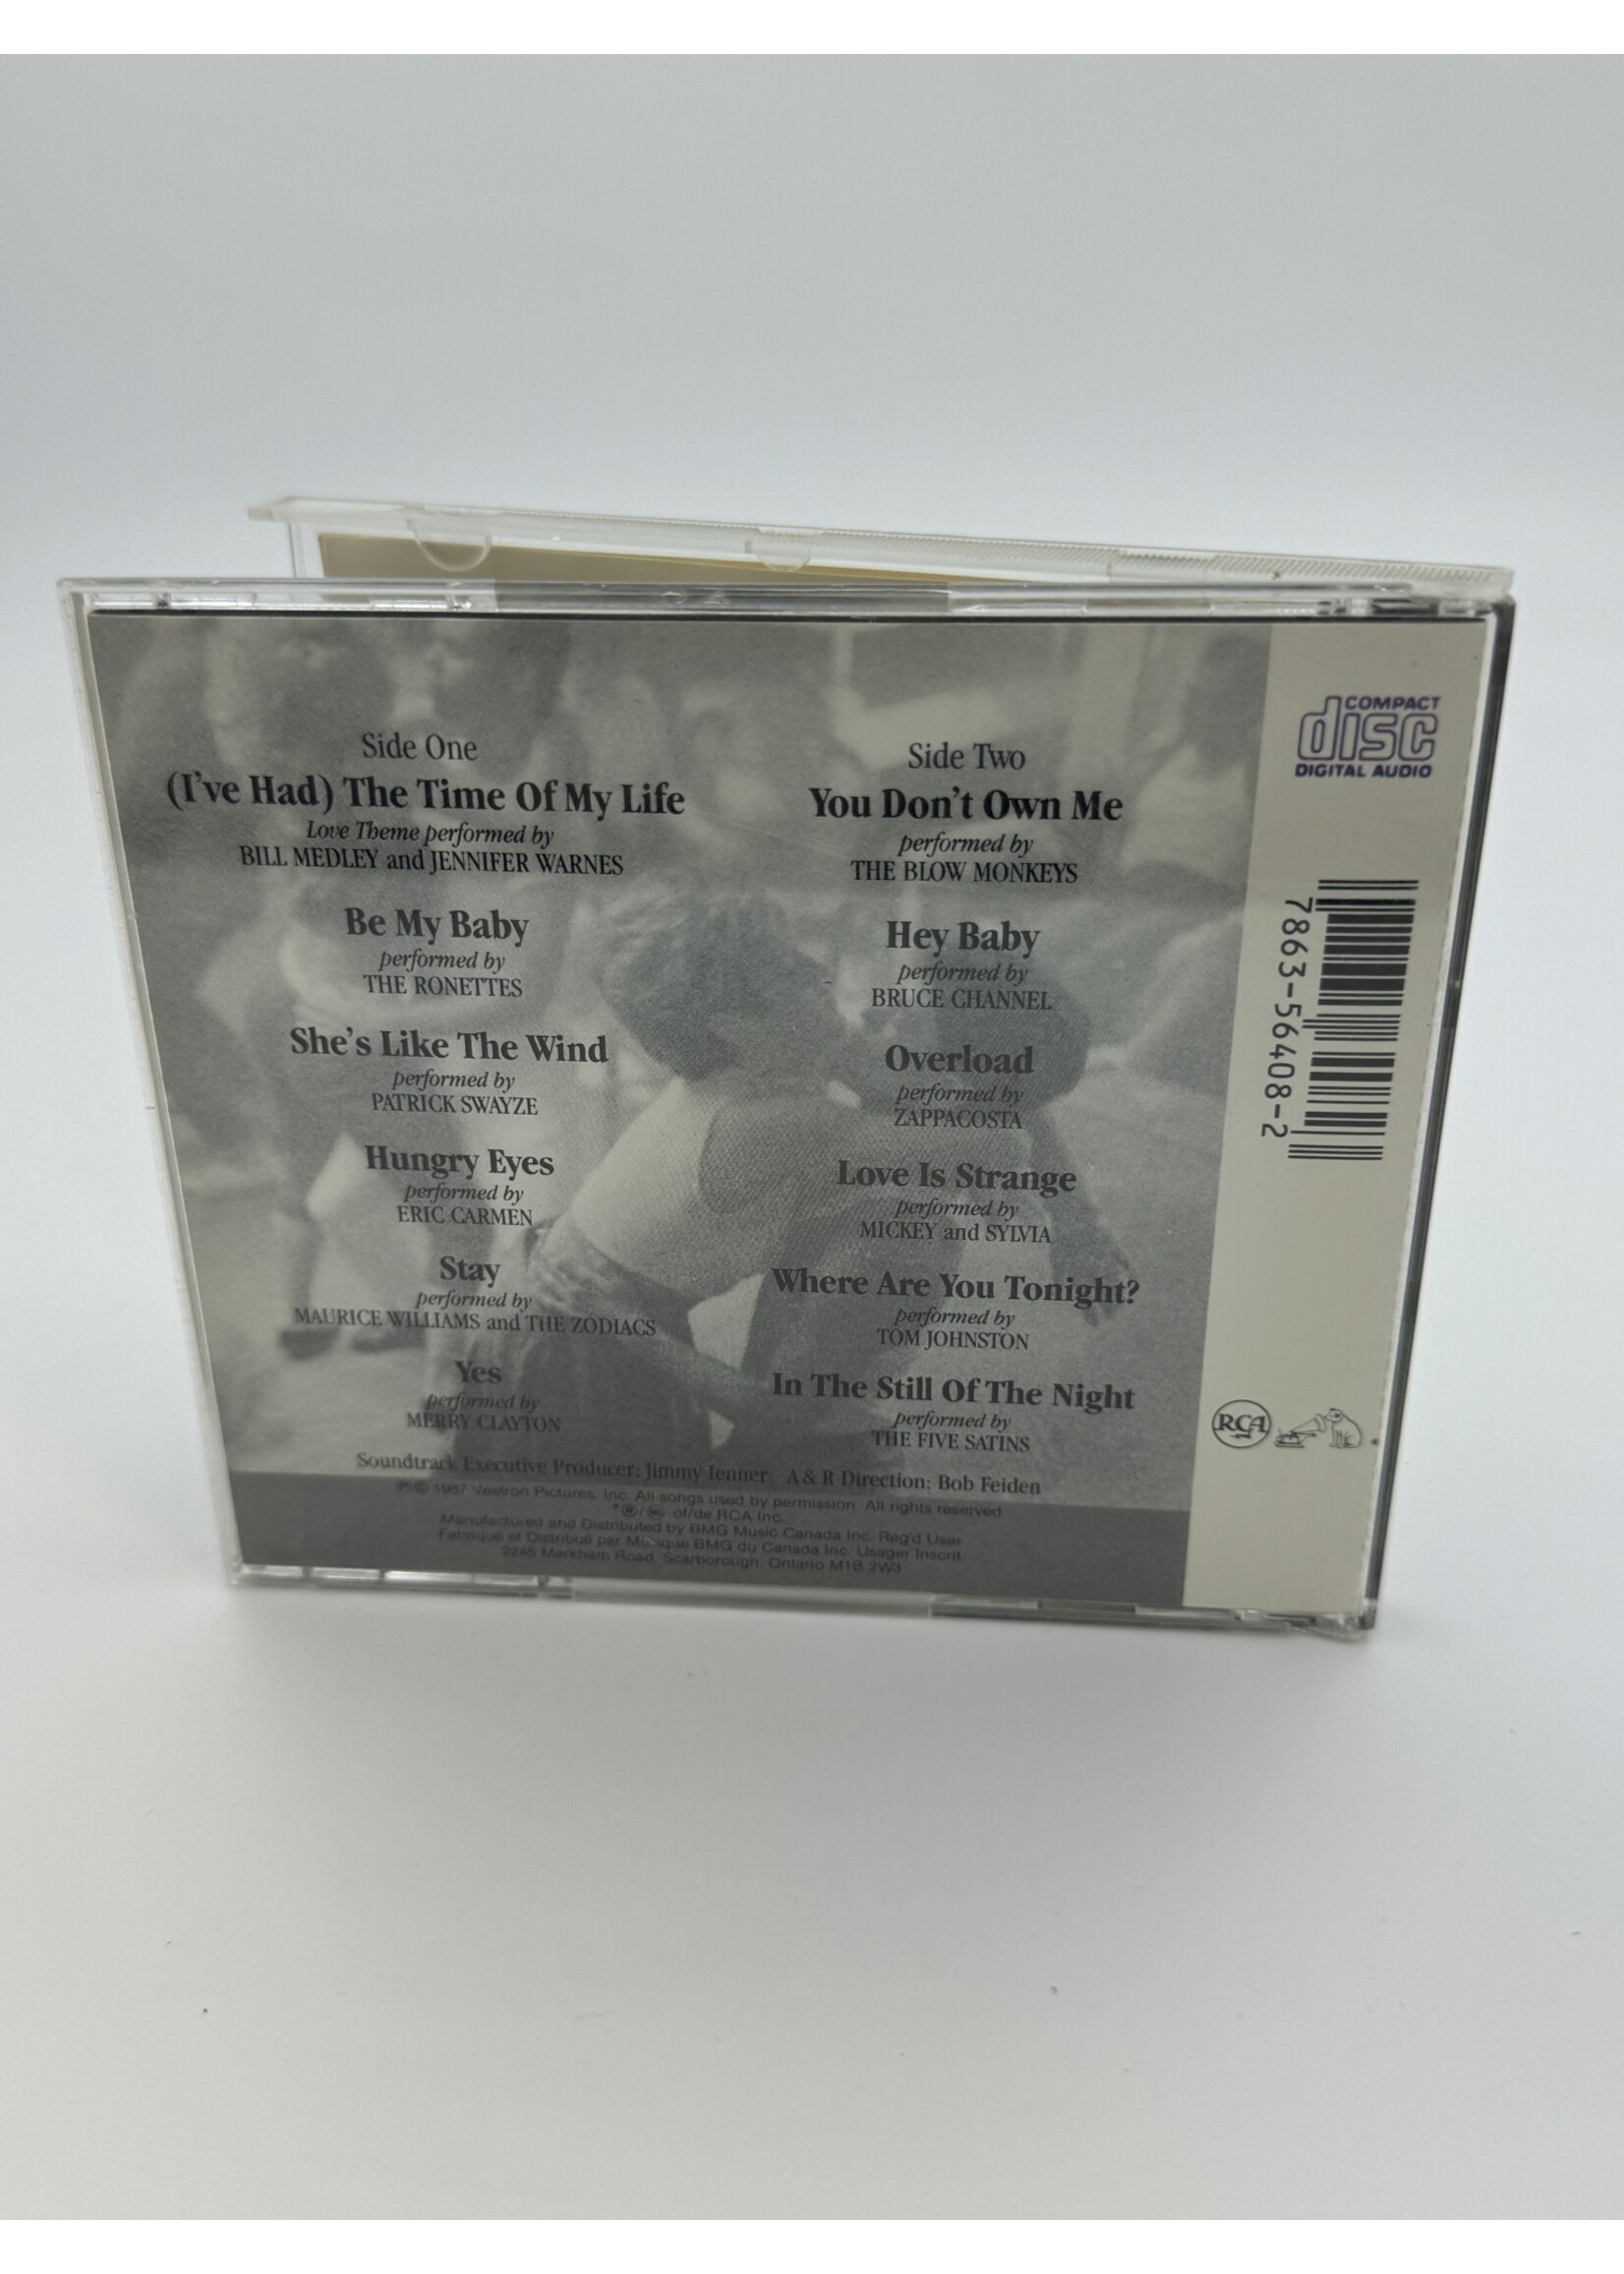 Side One
(I've Had) The Time Of My Life
Love Theme performed by
BILL MEDLEY and JENNIFER WARNES
Be My Baby
performed by
THE RONETTES
She's Like The Wind
performed by
PATRICK SWAYZE
Hungry Eyes
performed by
ERIC CARMEN
Stay
performed by
MAURICE WILLIAMS and THE ZODIACS
Yes
performed by
MERRY CLAYTON
Side Two
You Don't Own Me
performed by
THE BLOW MONKEYS
Hey Baby
performed by
BRUCE CHANNEL
Overload
performed by
ZAPPACOSTA
Love Is Strange
performed by
MICKEY and SYLVIA
Where Are You Tonight?
performed by
TOM JOHNSTON
In The Still Of The Night
performed by
THE FIVE SATINS
Soundtrack Executive Producer: Jimmy Ienner A & R Direction: Bob Feiden
℗© 1987 Vestron Pictures, Inc. All songs used by permission. All rights reserved
of/de RCA Inc.
Manufactured and Distributed by BMG Music Canada Inc. Reg'd User
Fabriqué et Distribué par Musique BMG du Canada Inc. Usager Inscrit
2245 Markham Road, Scarborough, Ontario M1B 2W3
COMPACT
disc
DIGITAL AUDIO
7863-56408-2
RCA